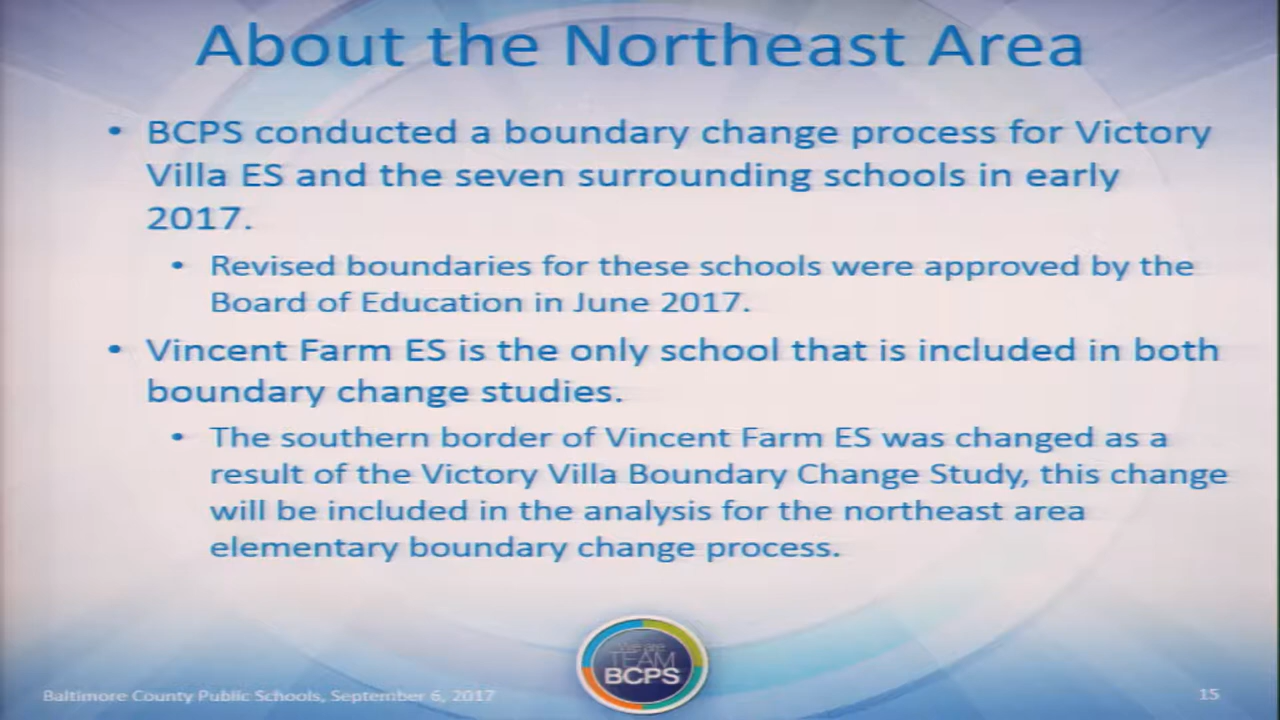 About the Northeast Area
• BCPS conducted a boundary change process for Victory
Villa ES and the seven surrounding schools in early
2017.
• Revised boundaries for these schools were approved by the
Board of Education in June 2017.
• Vincent Farm ES is the only school that is included in both
boundary change studies.
• The southern border of Vincent Farm ES was changed as a
result of the Victory Villa Boundary Change Study, this change
will be included in the analysis for the northeast area
elementary boundary change process.
We are
TEAM
BCPS
Baltimore County Public Schools, September 6, 2017
15